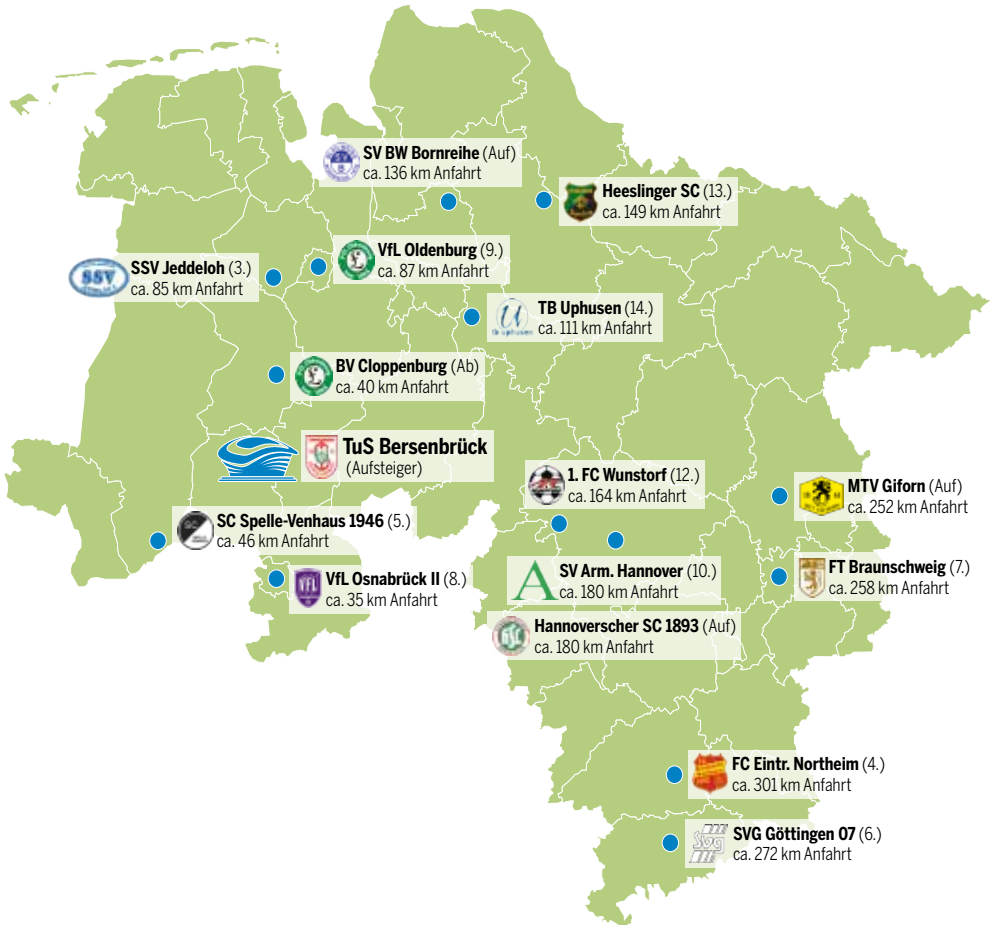 SV BW Bornreihe (Auf)
ca. 136 km Anfahrt
Heeslinger SC (13.)
ca. 149 km Anfahrt
VfL Oldenburg (9.)
ca. 87 km Anfahrt
SSV
SSV Jeddeloh (3.)
ca. 85 km Anfahrt
U
tb uphusen
TB Uphusen (14.)
ca. 111 km Anfahrt
BV Cloppenburg (Ab)
ca. 40 km Anfahrt
TuS Bersenbrück
(Aufsteiger)
1. FC Wunstorf (12.)
ca. 164 km Anfahrt
MTV Giforn (Auf)
ca. 252 km Anfahrt
SC
SC Spelle-Venhaus 1946 (5.)
ca. 46 km Anfahrt
VFL
VfL Osnabrück II (8.)
ca. 35 km Anfahrt
A
SV Arm. Hannover (10.)
ca. 180 km Anfahrt
FT Braunschweig (7.)
ca. 258 km Anfahrt
HSC
Hannoverscher SC 1893 (Auf)
ca. 180 km Anfahrt
FC Eintr. Northeim (4.)
ca. 301 km Anfahrt
Svg
SVG Göttingen 07 (6.)
ca. 272 km Anfahrt